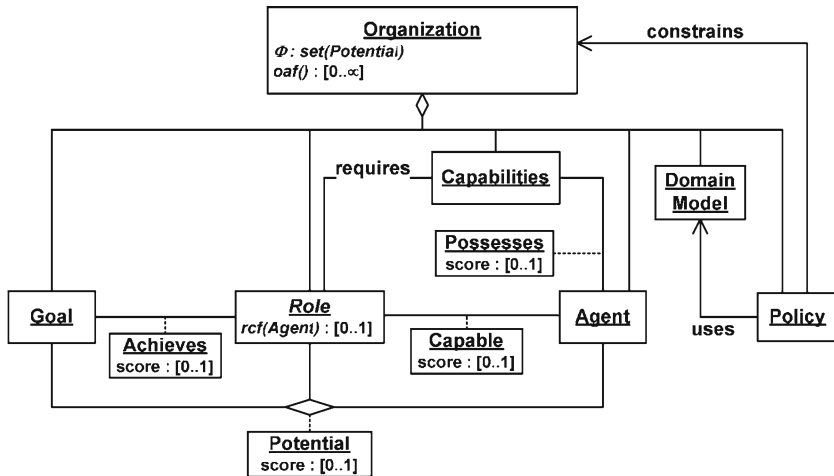 Organization
Φ : set(Potential)
oaf() : [0..∝]
constrains
requires
Capabilities
Domain
Model
Possesses
score : [0..1]
Goal
Role
rcf(Agent) : [0..1]
Agent
Policy
Achieves
score : [0..1]
Capable
score : [0..1]
uses
Potential
score : [0..1]